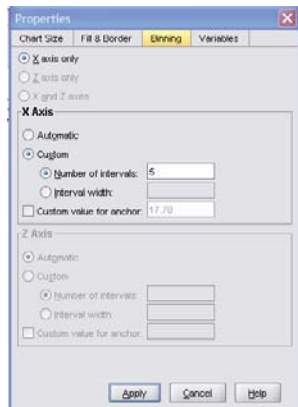 Properties
Chart Size Fill & Border Binning Variables
X axis only
Z axis only
X and Z axes
X Axis
Automatic
Custom
Number of intervals: 5
Interval width:
Custom value for anchor: 17.70
Z Axis
Automatic
Custom
Number of intervals:
Interval width:
Custom value for anchor:
Apply Cancel Help